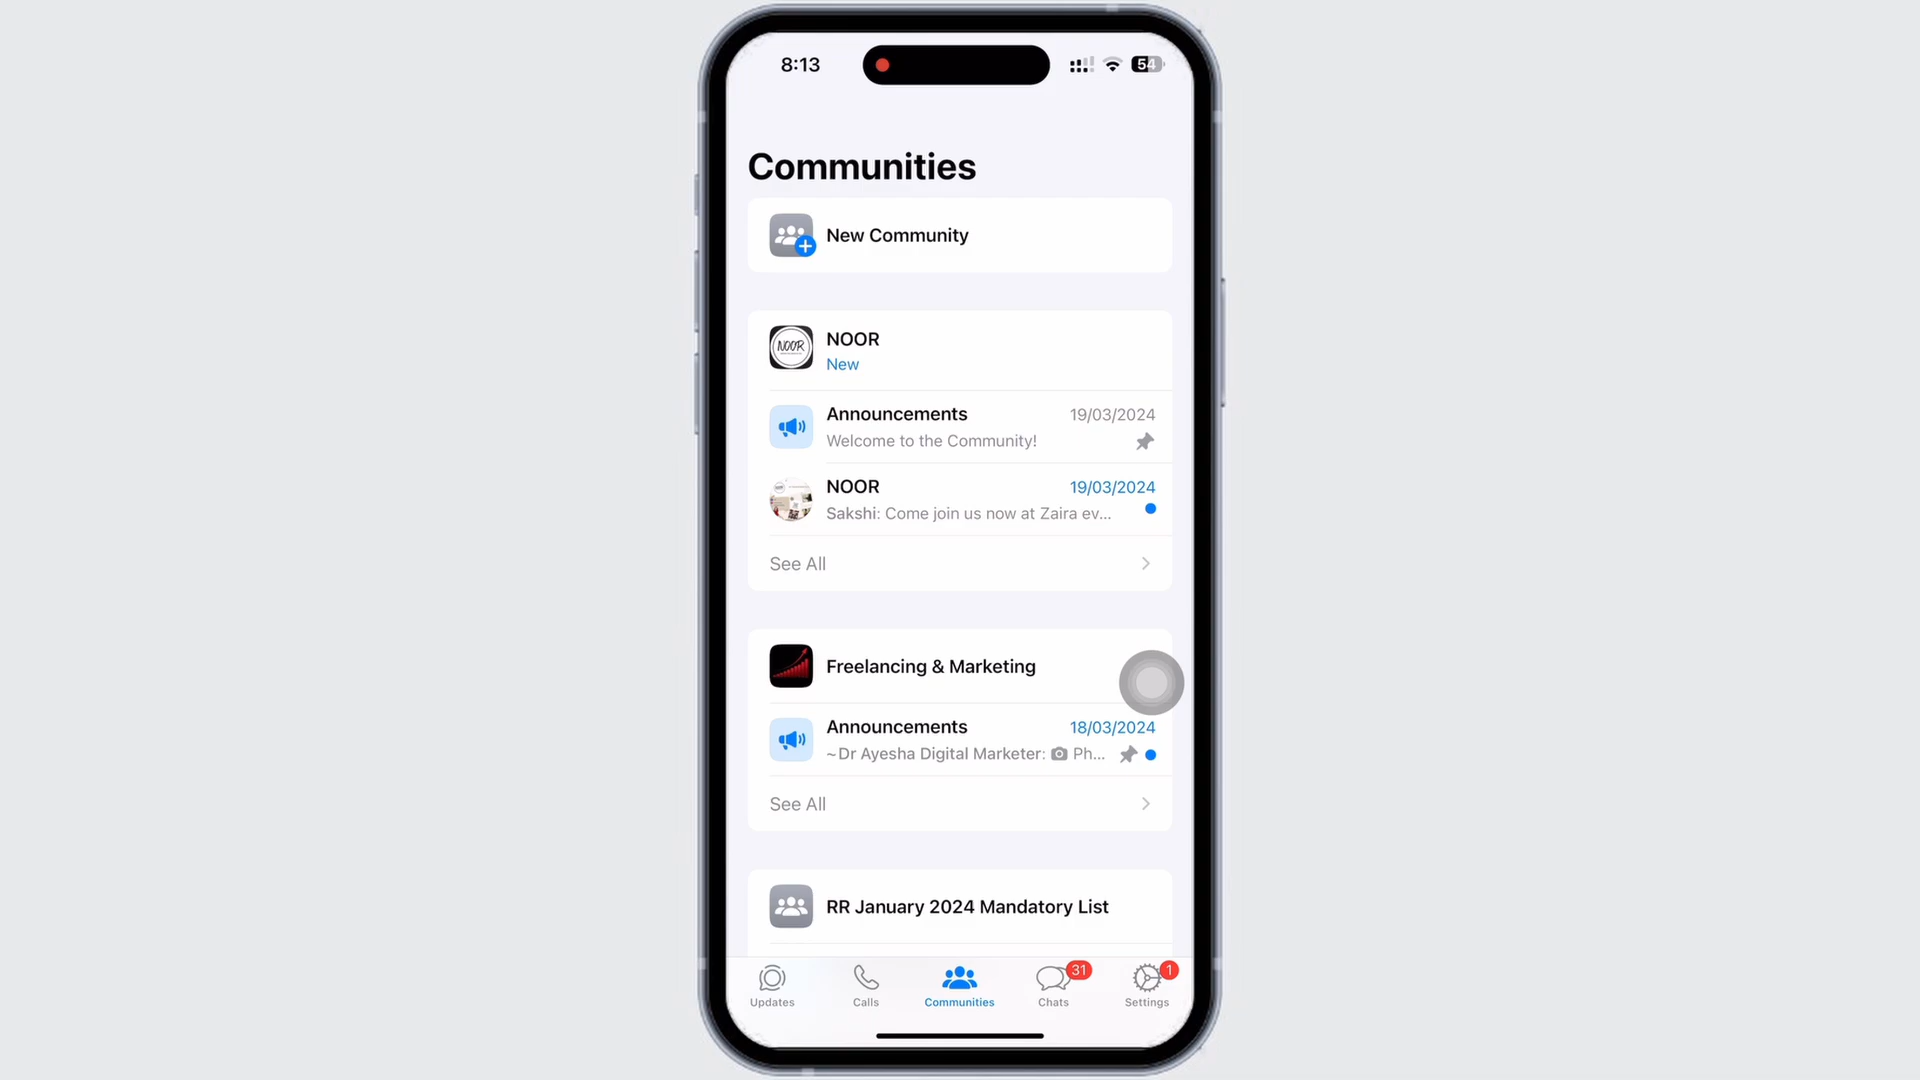 8:13
54
Communities
New Community
NOOR
NOOR
New
Announcements 19/03/2024
Welcome to the Community!
NOOR 19/03/2024
Sakshi: Come join us now at Zaira ev...
See All
Freelancing & Marketing
Announcements 18/03/2024
~Dr Ayesha Digital Marketer: Ph...
See All
RR January 2024 Mandatory List
31
1
Updates Calls Communities Chats Settings